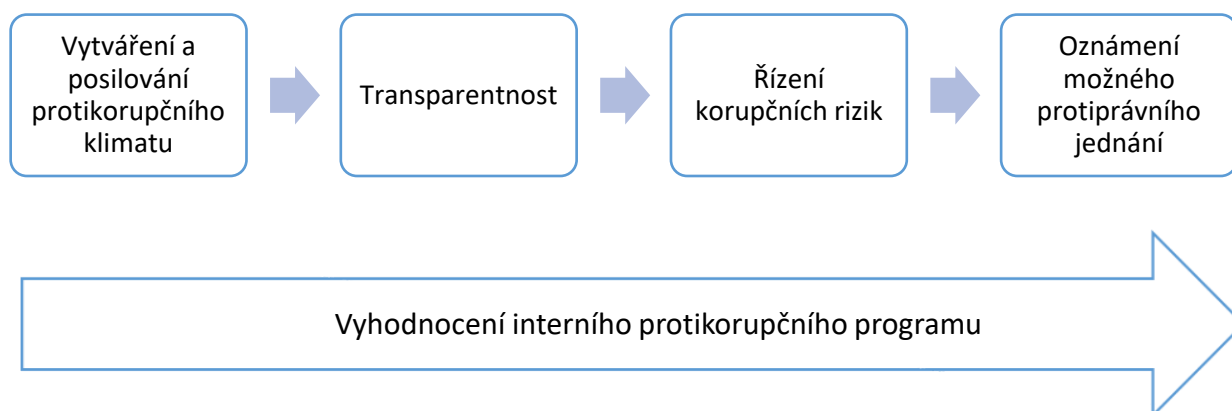 Vytváření a
posilování
protikorupčního
klimatu
Transparentnost
Řízení
korupčních rizik
Oznámení
možného
protiprávního
jednání
Vyhodnocení interního protikorupčního programu